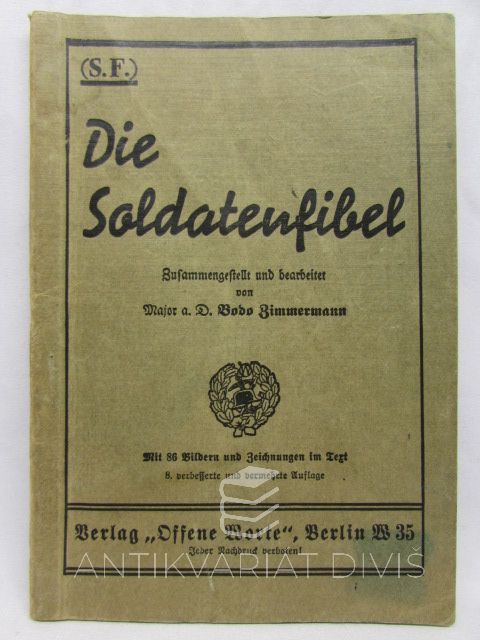 (S.F.)
Die
Soldatenfibel
Zusammengestellt und bearbeitet
von
Major a. D. Bodo Zimmermann
Mit 86 Bildern und Zeichnungen im Text
8. verbesserte und vermehrte Auflage
Verlag „Offene Worte“, Berlin W 35
Jeder Nachdruck verboten!
ANTIKVARIÁT DIVIŠ